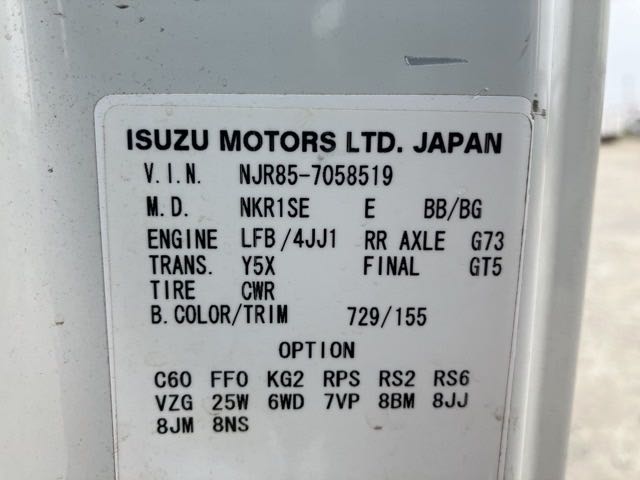 ISUZU MOTORS LTD. JAPAN
V.I.N. NJR85-7058519
M.D. NKR1SE E BB/BG
ENGINE LFB/4JJ1 RR AXLE G73
TRANS. Y5X FINAL GT5
TIRE CWR
B.COLOR/TRIM 729/155
OPTION
C60 FF0 KG2 RPS RS2 RS6
VZG 25W 6WD 7VP 8BM 8JJ
8JM 8NS